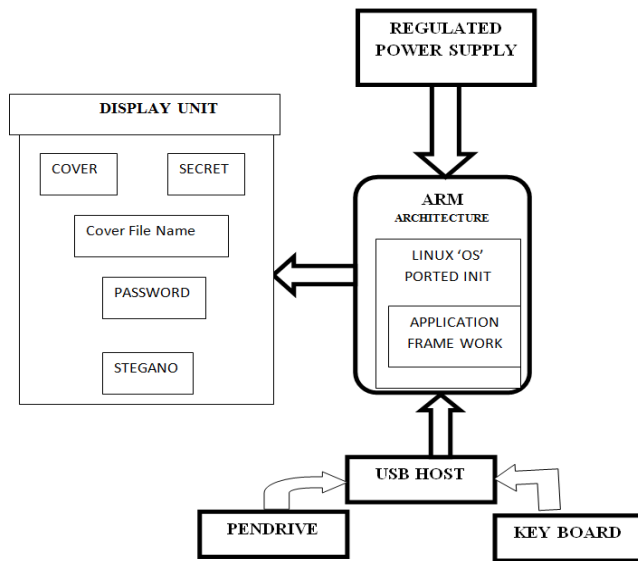 REGULATED
POWER SUPPLY
DISPLAY UNIT
COVER
SECRET
Cover File Name
PASSWORD
STEGANO
ARM
ARCHITECTURE
LINUX ‘OS’
PORTED INIT
APPLICATION
FRAME WORK
USB HOST
PENDRIVE
KEY BOARD